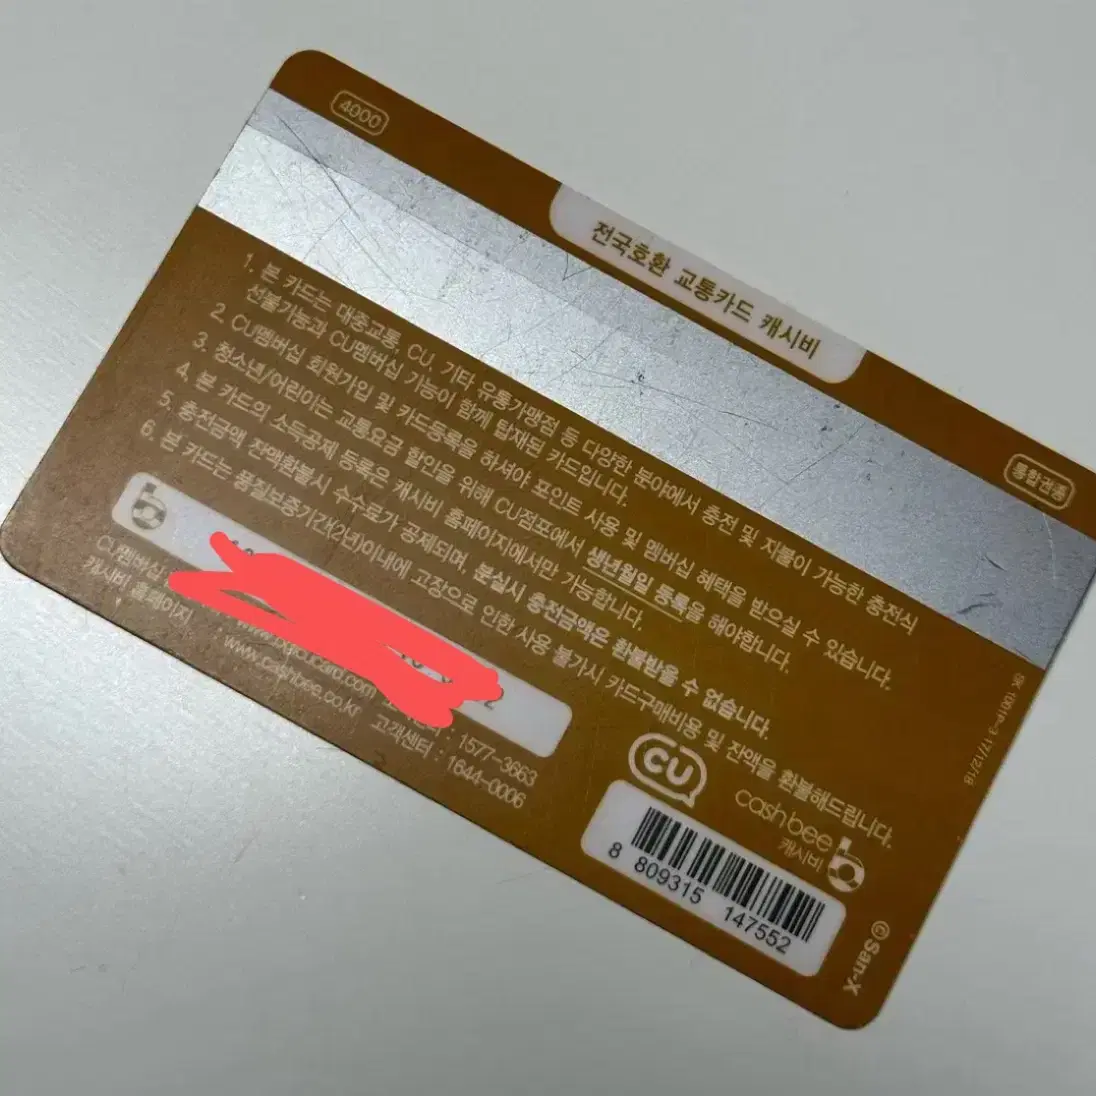 4000
전국호환 교통카드 캐시비
통합권종
1. 본 카드는 대중교통, CU, 기타 유통가맹점 등 다양한 분야에서 충전 및 지불이 가능한 충전식
선불기능과 CU멤버십 기능이 함께 탑재된 카드입니다.
2. CU멤버십 회원가입 및 카드등록을 하셔야 포인트 사용 및 멤버십 혜택을 받으실 수 있습니다.
3. 청소년/어린이는 교통요금 할인을 위해 CU점포에서 생년월일 등록을 해야합니다.
4. 본 카드의 소득공제 등록은 캐시비 홈페이지에서만 가능합니다.
5. 충전금액 잔액환불시 수수료가 공제되며, 분실시 충전금액은 환불받을 수 없습니다.
6. 본 카드는 품질보증기간(2년)이내에 고장으로 인한 사용 불가시 카드구매비용 및 잔액을 환불해드립니다.
CU멤버십 : 1577-3663
캐시비 홈페이지 : www.cashbee.co.kr 고객센터 : 1644-0006
CU
cashbee
캐시비
8 809315 147552
©San-X